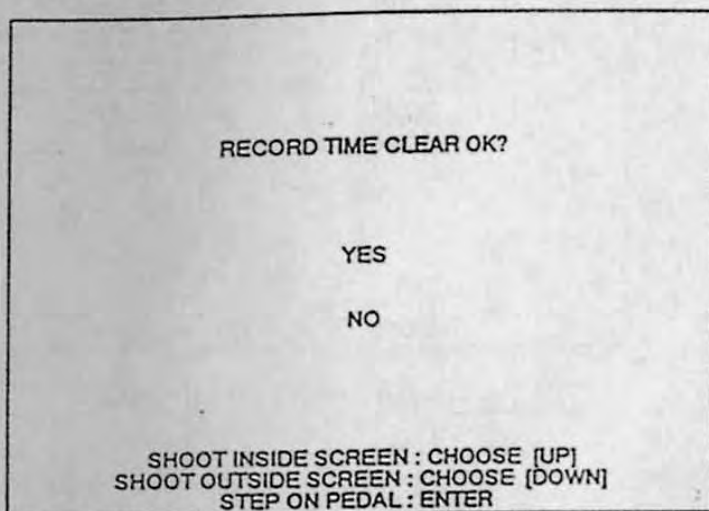 RECORD TIME CLEAR OK?
YES
NO
SHOOT INSIDE SCREEN : CHOOSE [UP]
SHOOT OUTSIDE SCREEN : CHOOSE [DOWN]
STEP ON PEDAL : ENTER